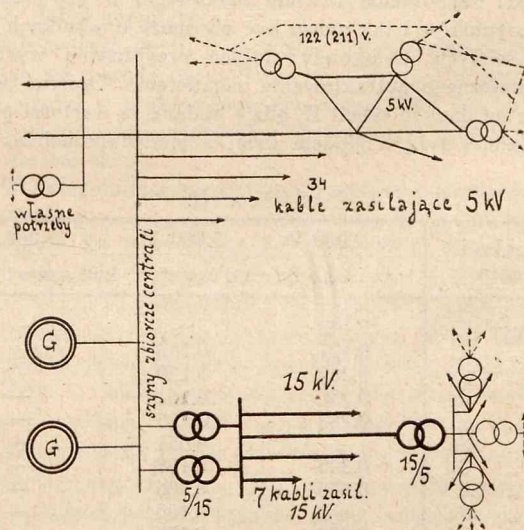 122 (211) v.
5 kV.
własne
potrzeby
34
kable zasilające 5 kV
szyny zbiorcze centrali
G
G
15 kV.
5/15
15/5
7 kabli zasil.
15 kV.